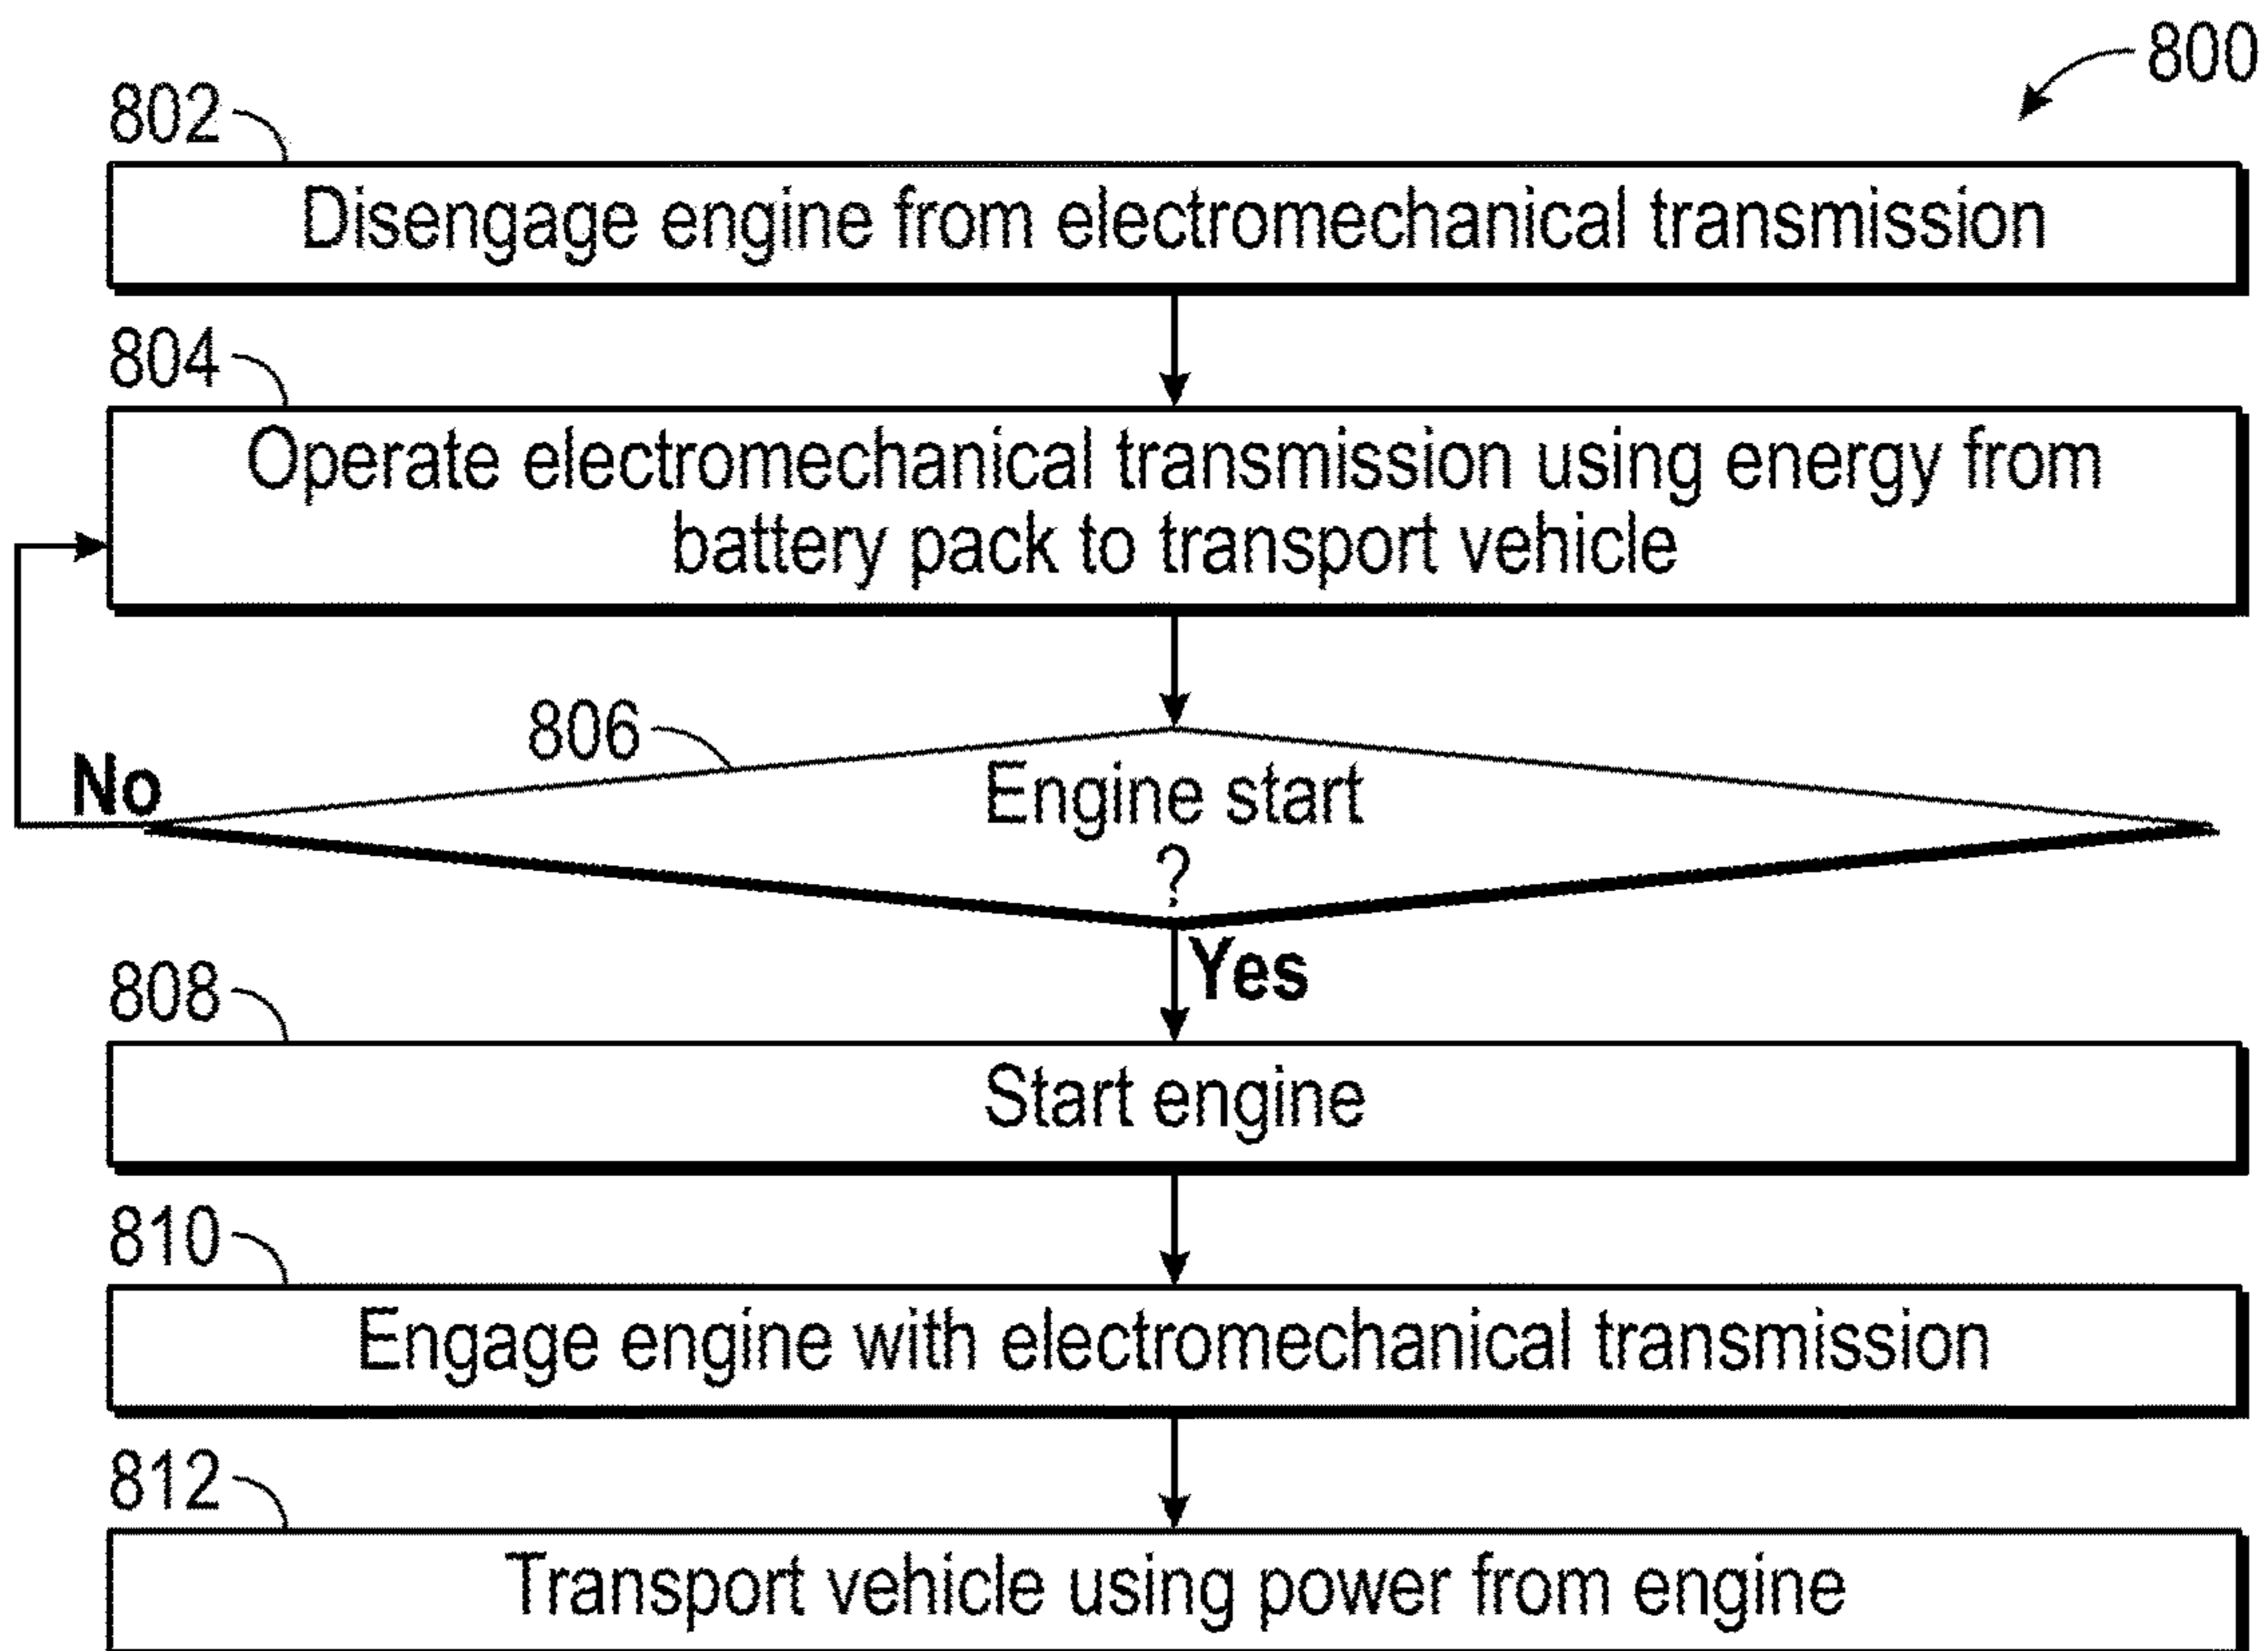 800
802
Disengage engine from electromechanical transmission
804
Operate electromechanical transmission using energy from
battery pack to transport vehicle
806
No
Engine start
?
Yes
808
Start engine
810
Engage engine with electromechanical transmission
812
Transport vehicle using power from engine